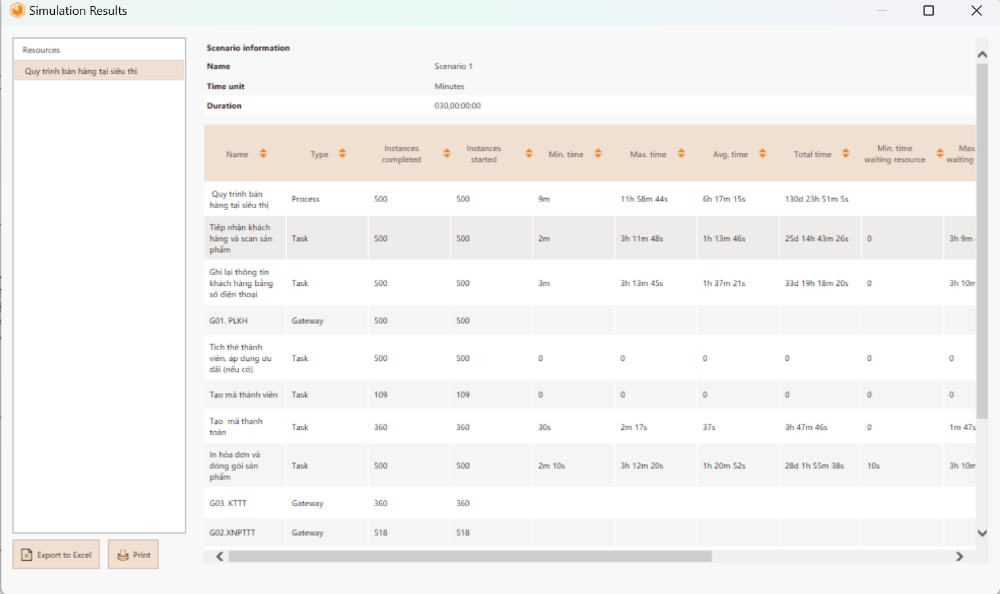 Simulation Results
Resources
Quy trình bán hàng tại siêu thị
Scenario information
Name Scenario 1
Time unit Minutes
Duration 030,00:00:00
Name Type Instances completed Instances started Min. time Max. time Avg. time Total time Min. time waiting resource Max. waiting
Quy trình bán hàng tại siêu thị Process 500 500 9m 11h 58m 44s 6h 17m 15s 130d 23h 51m 5s
Tiếp nhận khách hàng và scan sản phẩm Task 500 500 2m 3h 11m 48s 1h 13m 46s 25d 14h 43m 26s 0 3h 9m
Ghi lại thông tin khách hàng bằng số điện thoại Task 500 500 3m 3h 13m 45s 1h 37m 21s 33d 19h 18m 20s 0 3h 10m
G01. PLKH Gateway 500 500
Tích thẻ thành viên, áp dụng ưu đãi (nếu có) Task 500 500 0 0 0 0 0 0
Tạo mã thành viên Task 109 109 0 0 0 0 0 0
Tạo mã thanh toán Task 360 360 30s 2m 17s 37s 3h 47m 46s 0 1m 47s
In hóa đơn và đóng gói sản phẩm Task 500 500 2m 10s 3h 12m 20s 1h 20m 52s 28d 1h 55m 38s 10s 3h 10m
G03. KTTT Gateway 360 360
G02.XNPTTT Gateway 518 518
Export to Excel Print